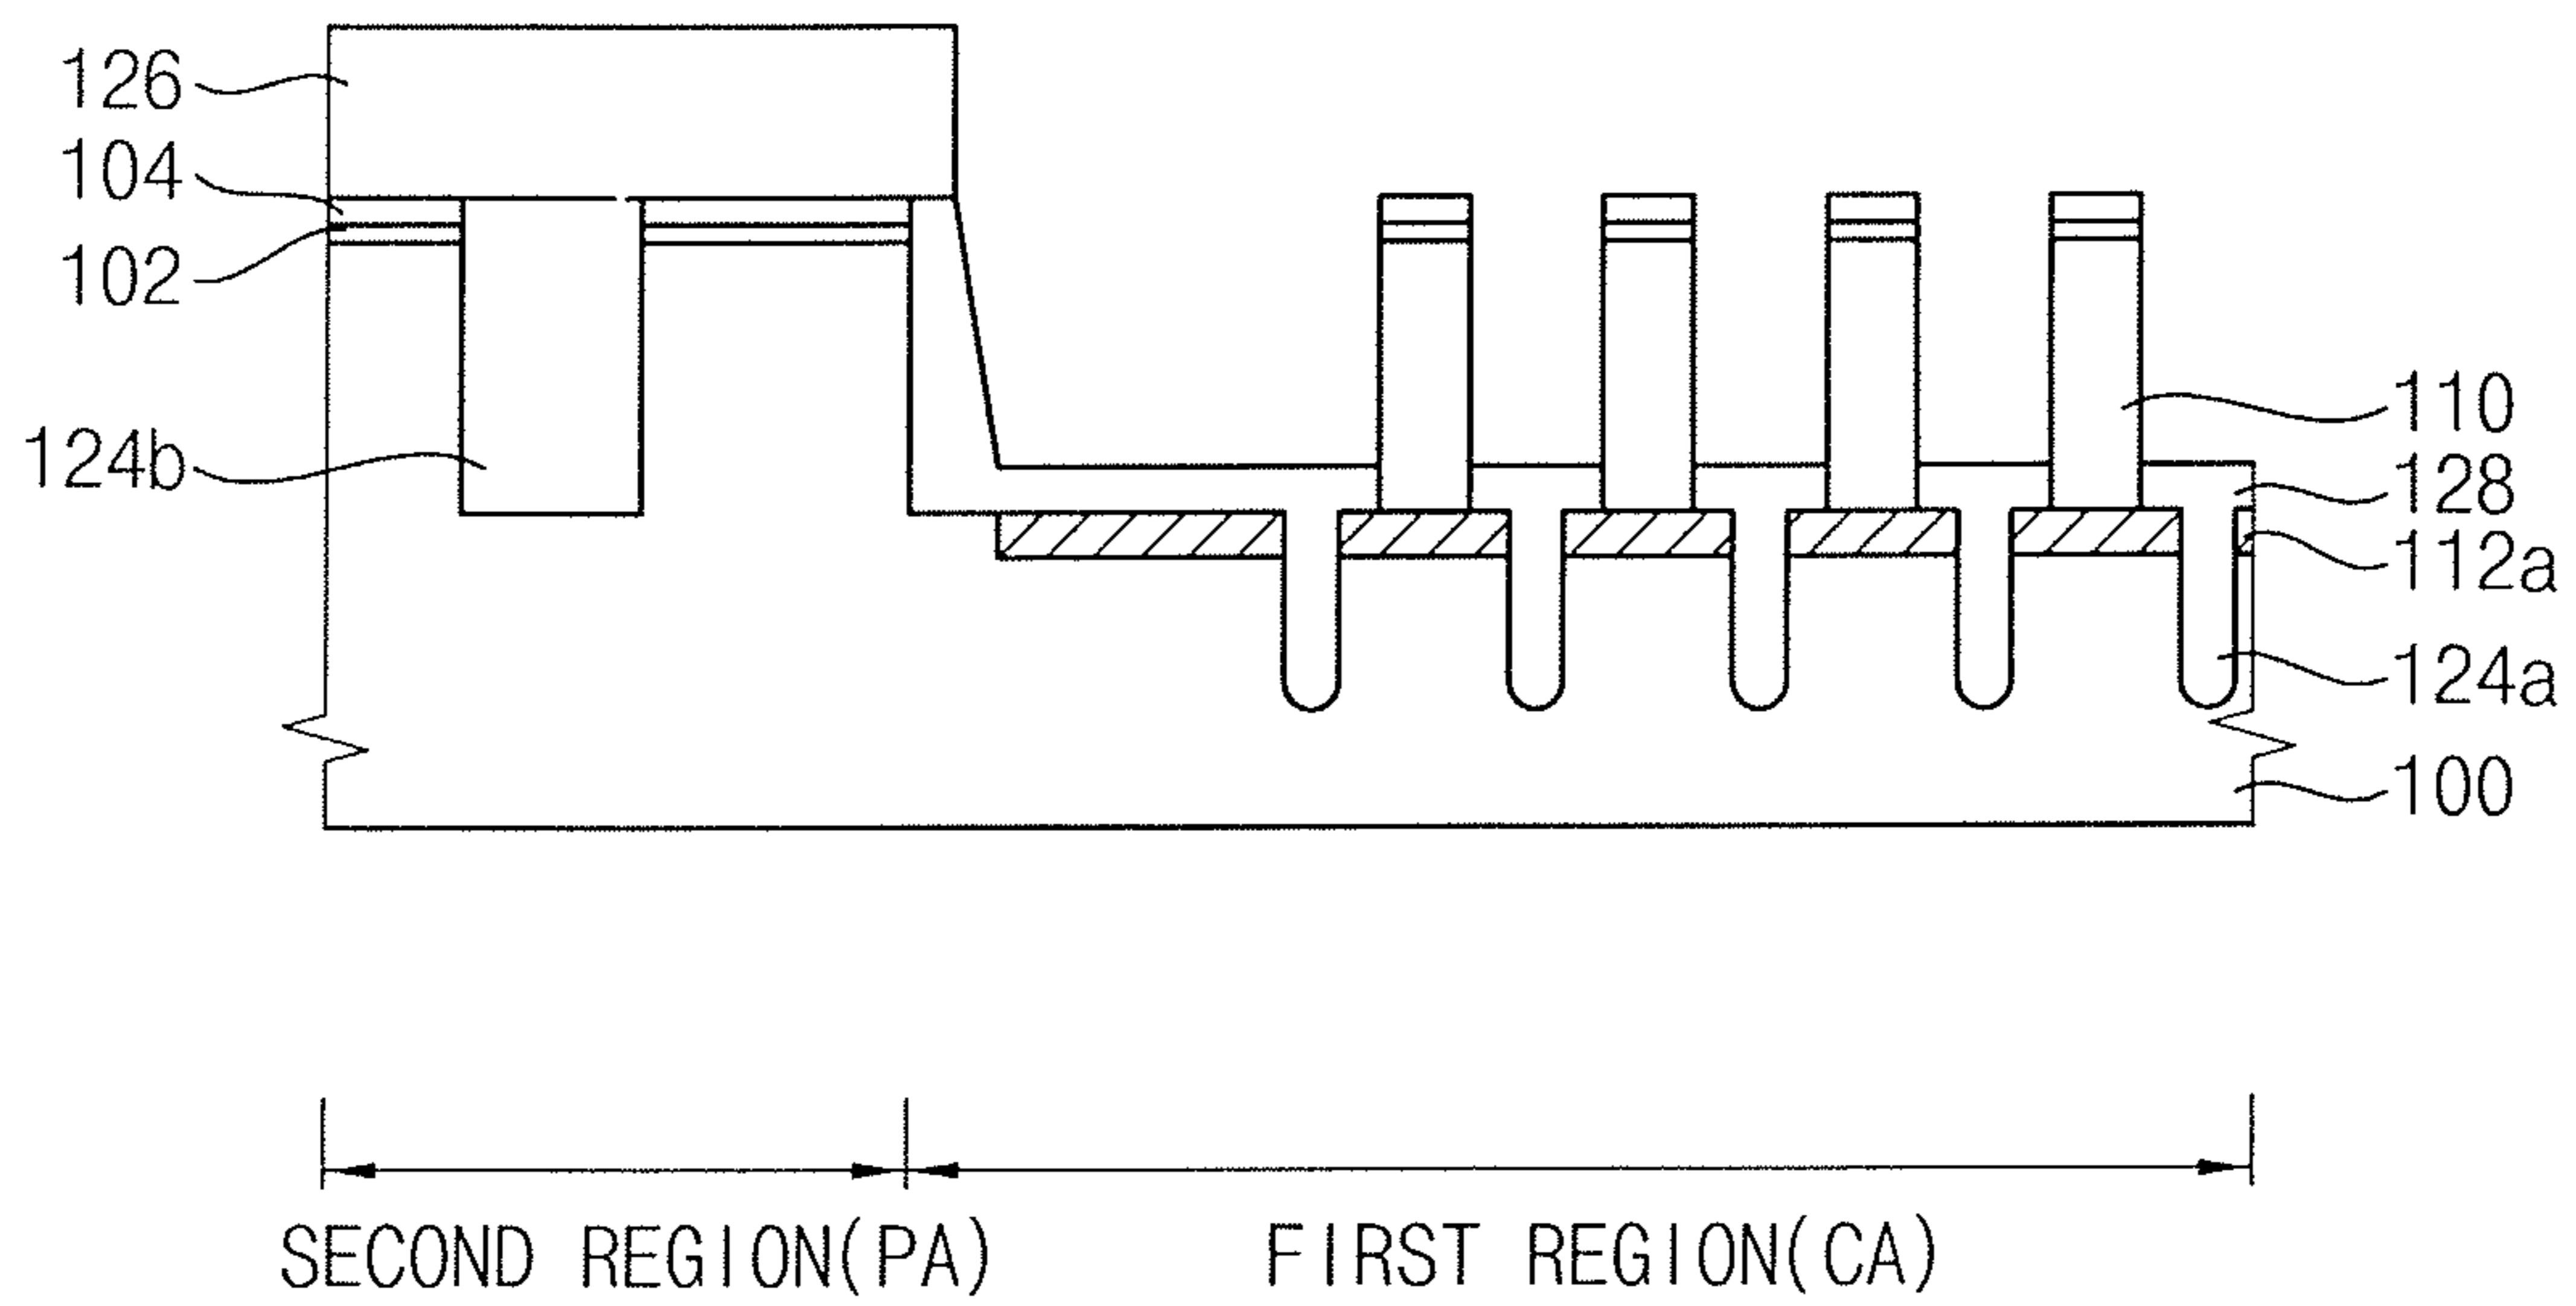 126
104
102
124b
110
128
112a
124a
100
SECOND REGION(PA)
FIRST REGION(CA)